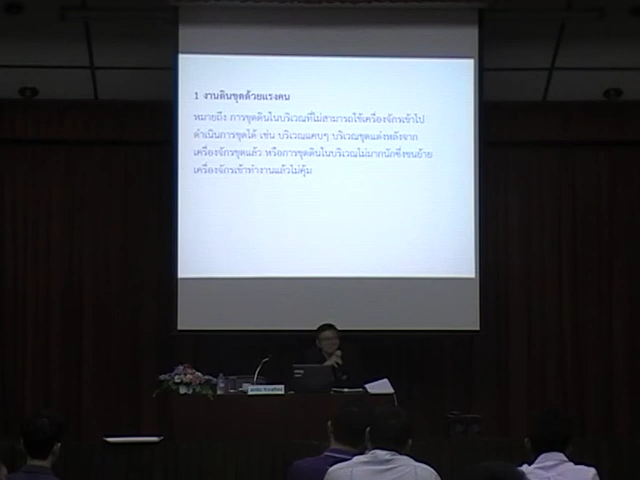 1 งานดินขุดด้วยแรงคน
หมายถึง การขุดดินในบริเวณที่ไม่สามารถใช้เครื่องจักรเข้าไป
ดำเนินการขุดได้ เช่น บริเวณแคบๆ บริเวณขุดแต่งหลังจาก
เครื่องจักรขุดแล้ว หรือการขุดดินในบริเวณไม่มากนักซึ่งขนย้าย
เครื่องจักรเข้าทำงานแล้วไม่คุ้ม